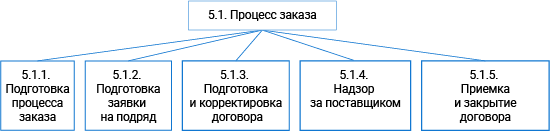 5.1. Процесс заказа
5.1.1.
Подготовка
процесса
заказа
5.1.2.
Подготовка
заявки
на подряд
5.1.3.
Подготовка
и корректировка
договора
5.1.4.
Надзор
за поставщиком
5.1.5.
Приемка
и закрытие
договора